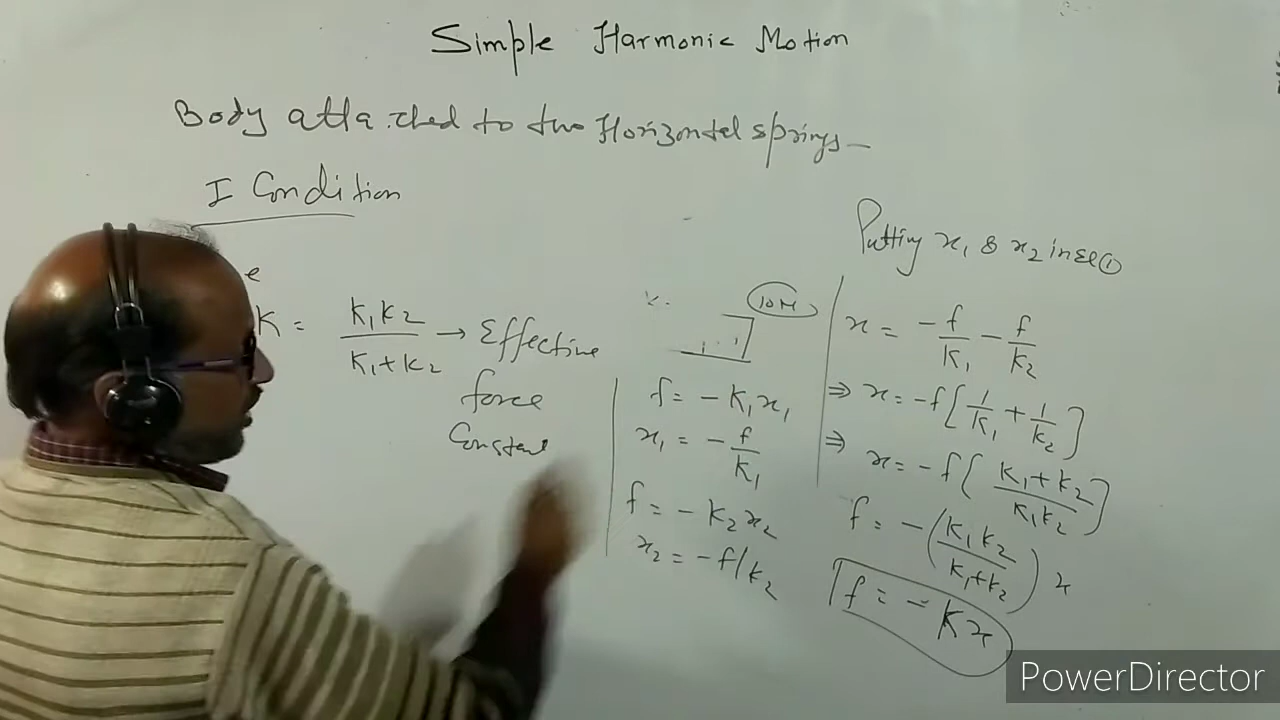 Simple Harmonic Motion
Body attached to two Horizontel springs -
I Condition
e
K = K₁K₂ / K₁+K₂ → Effective
force
Constant
10M
f = - K₁x₁
x₁ = - f/K₁
f = - K₂x₂
x₂ = - f/K₂
Putting x₁ & x₂ in Eq ①
x = - f/K₁ - f/K₂
⇒ x = -f [1/K₁ + 1/K₂]
⇒ x = -f [K₁+K₂ / K₁K₂]
f = - (K₁K₂ / K₁+K₂) x
f = - Kx
PowerDirector